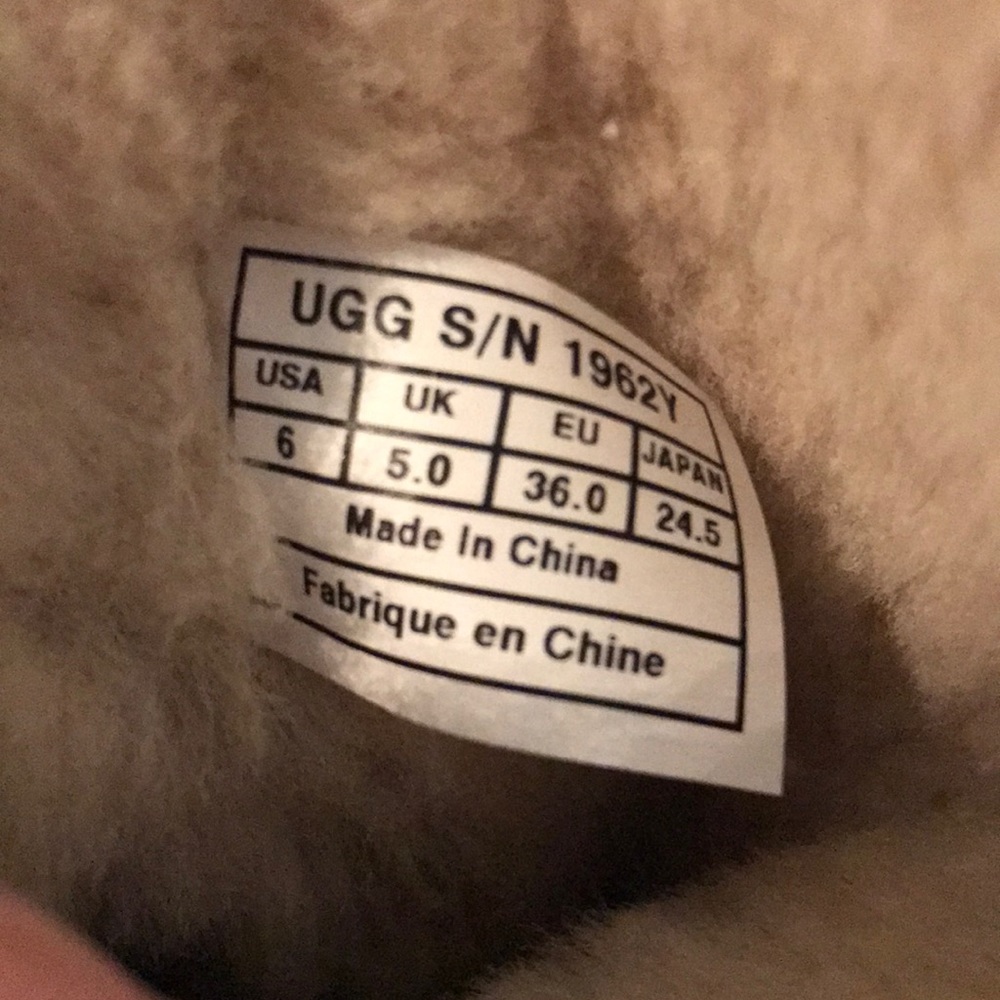 UGG S/N 1962Y
USA UK EU JAPAN
6 5.0 36.0 24.5
Made In China
Fabrique en Chine